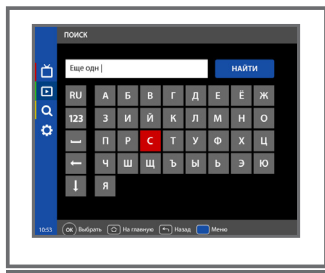 ПОИСК
Еще одн
НАЙТИ
RU А Б В Г Д Е Ё Ж
123 З И Й К Л М Н О
П Р С Т У Ф Х Ц
Ч Ш Щ Ъ Ы Ь Э Ю
Я
10:53 OK Выбрать На главную Назад Меню